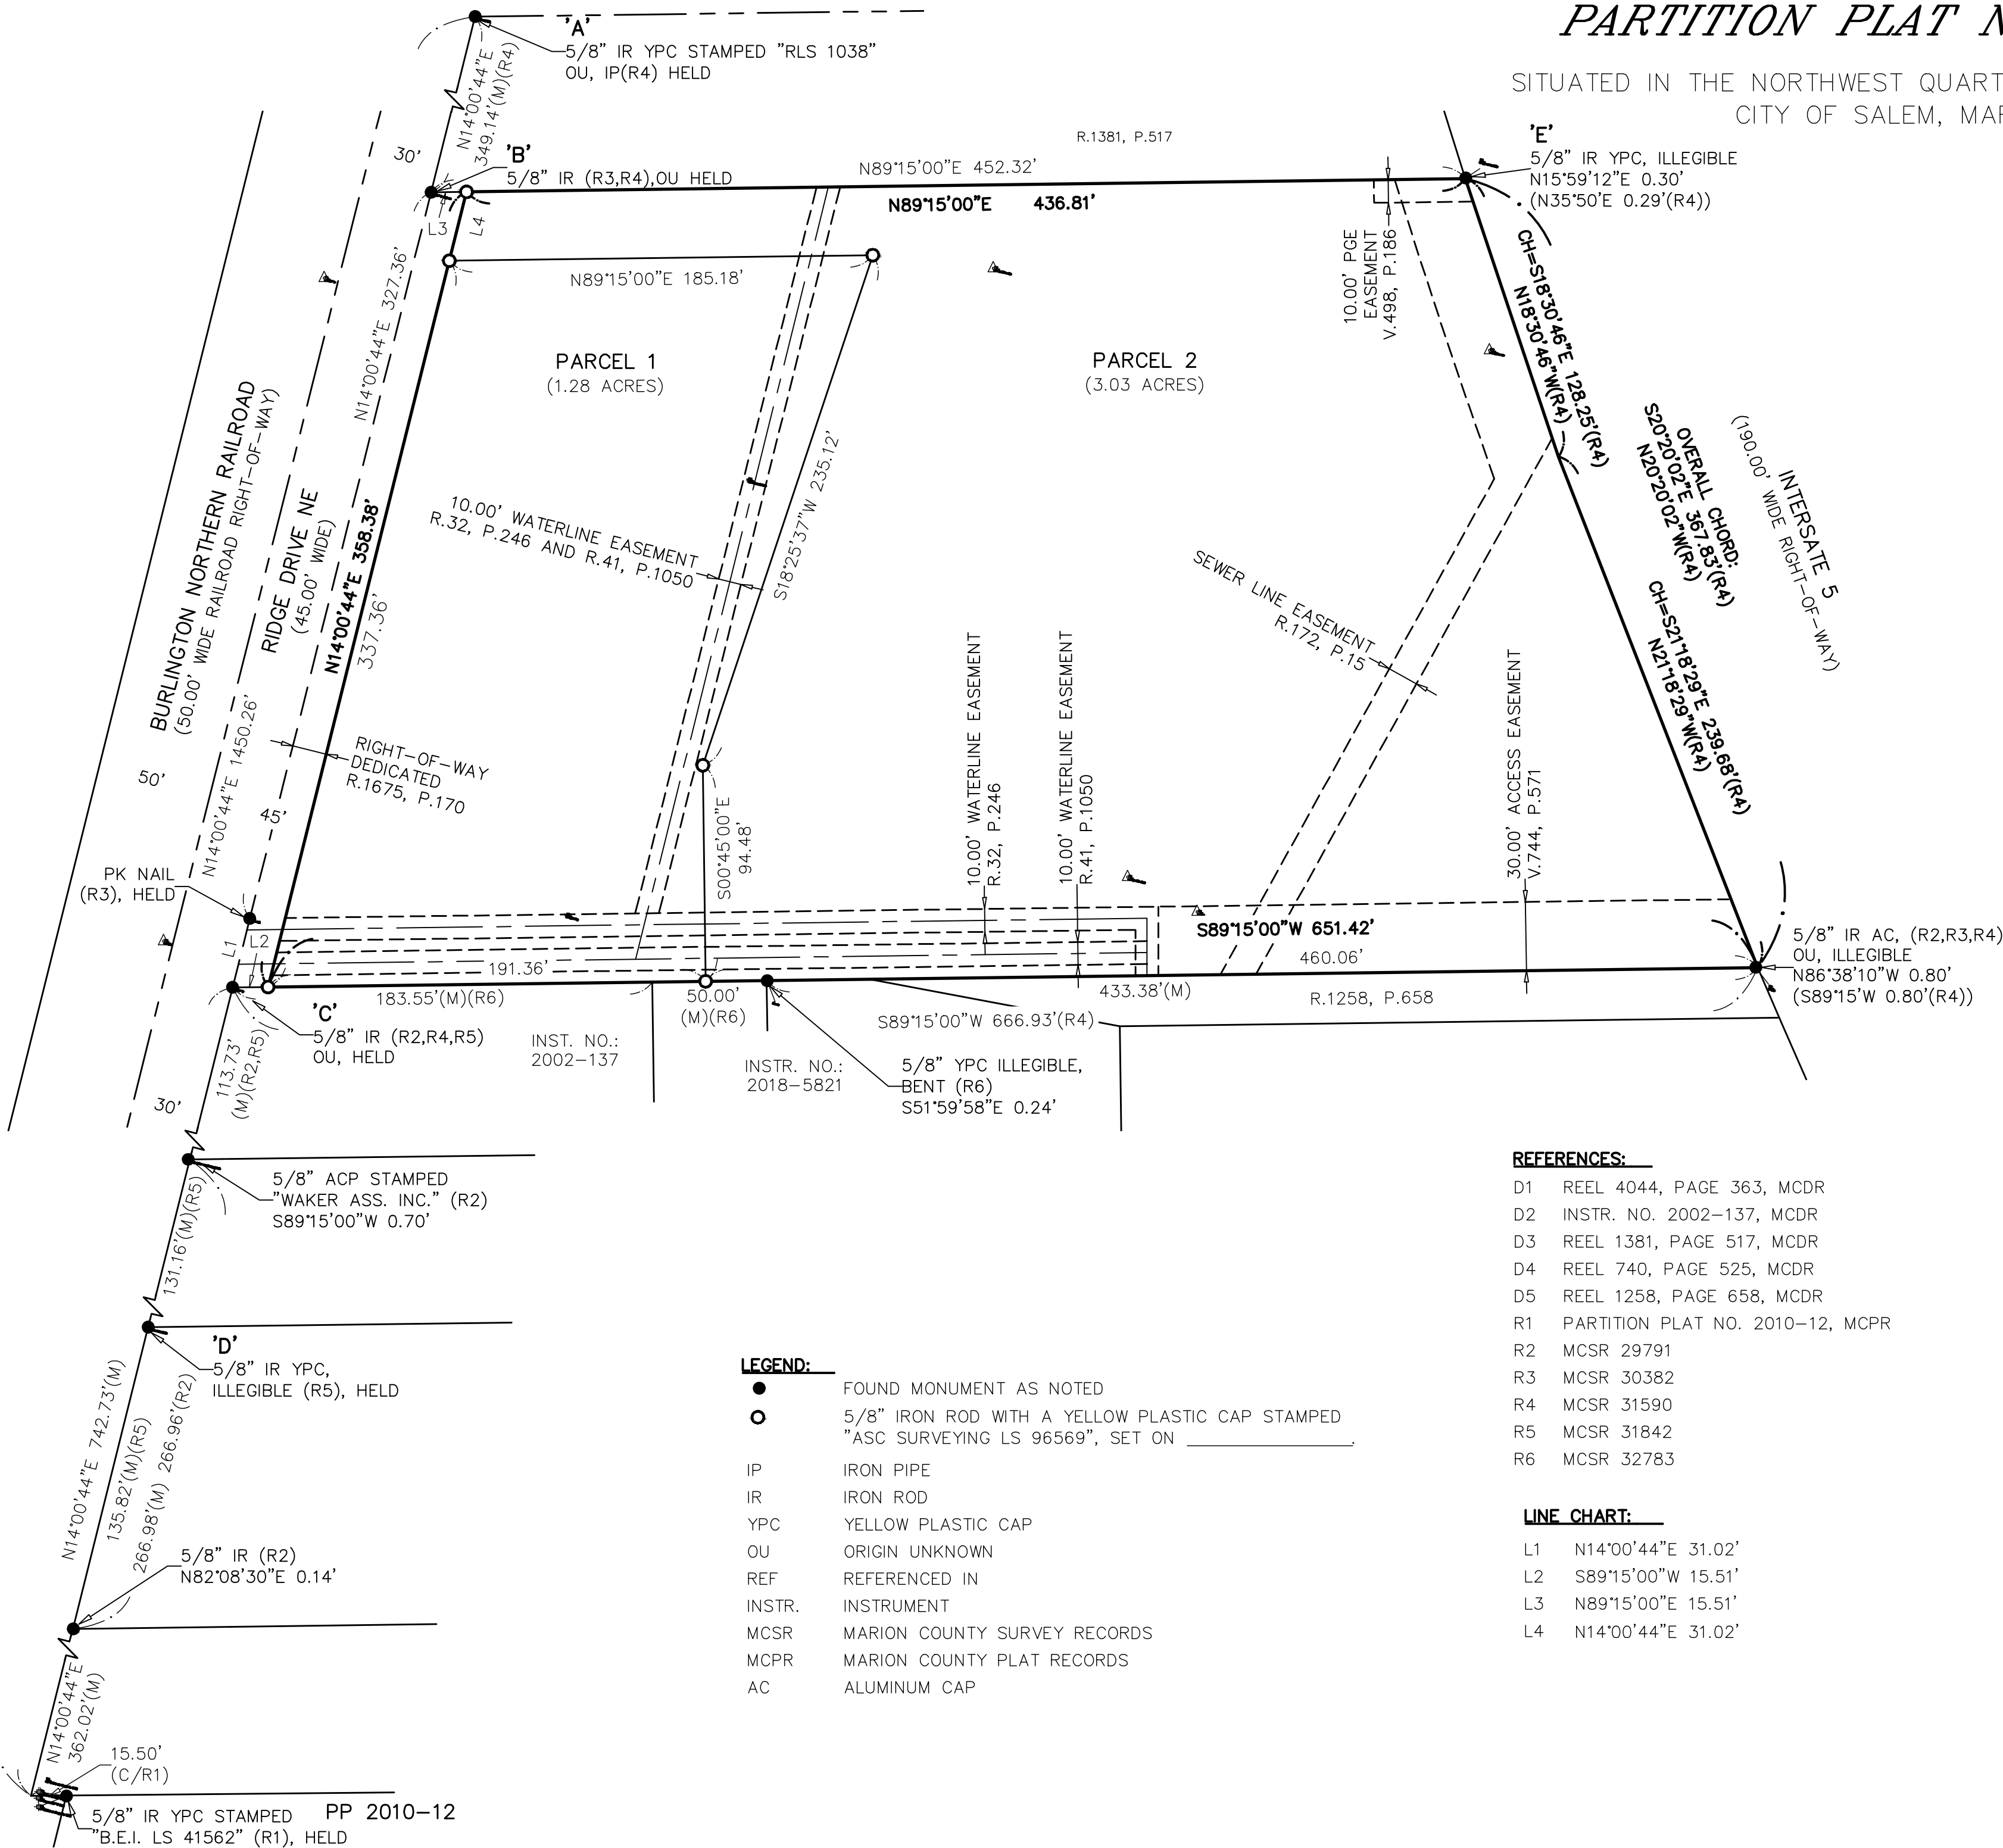 PARTITION PLAT N
SITUATED IN THE NORTHWEST QUART
CITY OF SALEM, MAR
'A'
5/8" IR YPC STAMPED "RLS 1038"
OU, IP(R4) HELD
N14°00'44"E
349.14'(M)(R4)
30'
'B'
5/8" IR (R3,R4),OU HELD
R.1381, P.517
N89°15'00"E 452.32'
N89°15'00"E 436.81'
'E'
5/8" IR YPC, ILLEGIBLE
N15°59'12"E 0.30'
(N35°50'E 0.29'(R4))
L3
L4
N89°15'00"E 185.18'
10.00' PGE
EASEMENT
V.498, P.186
CH=S18°30'46"E 128.25'(R4)
N18°30'46"W(R4)
N14°00'44"E 327.36'
PARCEL 1
(1.28 ACRES)
PARCEL 2
(3.03 ACRES)
BURLINGTON NORTHERN RAILROAD
(50.00' WIDE RAILROAD RIGHT-OF-WAY)
RIDGE DRIVE NE
(45.00' WIDE)
N14°00'44"E 358.38'
337.36'
10.00' WATERLINE EASEMENT
R.32, P.246 AND R.41, P.1050
S18°25'37"W 235.12'
OVERALL CHORD:
S20°20'02"E 367.83'(R4)
N20°20'02"W(R4)
INTERSATE 5
(190.00' WIDE RIGHT-OF-WAY)
SEWER LINE EASEMENT
R.172, P.15
CH=S21°18'29"E 239.68'(R4)
N21°18'29"W(R4)
10.00' WATERLINE EASEMENT
R.32, P.246
10.00' WATERLINE EASEMENT
R.41, P.1050
30.00' ACCESS EASEMENT
V.744, P.571
N14°00'44"E 1450.26'
RIGHT-OF-WAY
DEDICATED
R.1675, P.170
50'
45'
S00°45'00"E
94.48'
PK NAIL
(R3), HELD
L1
L2
S89°15'00"W 651.42'
191.36'
460.06'
5/8" IR AC, (R2,R3,R4)
OU, ILLEGIBLE
N86°38'10"W 0.80'
(S89°15'W 0.80'(R4))
'C'
5/8" IR (R2,R4,R5)
OU, HELD
183.55'(M)(R6)
50.00'
(M)(R6)
433.38'(M)
R.1258, P.658
S89°15'00"W 666.93'(R4)
INST. NO.:
2002-137
INSTR. NO.:
2018-5821
5/8" YPC ILLEGIBLE,
BENT (R6)
S51°59'58"E 0.24'
113.73'
(M)(R2,R5)
30'
5/8" ACP STAMPED
"WAKER ASS. INC." (R2)
S89°15'00"W 0.70'
131.16'(M)(R5)
'D'
5/8" IR YPC,
ILLEGIBLE (R5), HELD
N14°00'44"E 742.73'(M)
135.82'(M)(R5)
266.98'(M) 266.96'(R2)
5/8" IR (R2)
N82°08'30"E 0.14'
N14°00'44"E
362.02'(M)
15.50'
(C/R1)
5/8" IR YPC STAMPED
"B.E.I. LS 41562" (R1), HELD
PP 2010-12
LEGEND:
FOUND MONUMENT AS NOTED
5/8" IRON ROD WITH A YELLOW PLASTIC CAP STAMPED
"ASC SURVEYING LS 96569", SET ON ________________.
IP IRON PIPE
IR IRON ROD
YPC YELLOW PLASTIC CAP
OU ORIGIN UNKNOWN
REF REFERENCED IN
INSTR. INSTRUMENT
MCSR MARION COUNTY SURVEY RECORDS
MCPR MARION COUNTY PLAT RECORDS
AC ALUMINUM CAP
REFERENCES:
D1 REEL 4044, PAGE 363, MCDR
D2 INSTR. NO. 2002-137, MCDR
D3 REEL 1381, PAGE 517, MCDR
D4 REEL 740, PAGE 525, MCDR
D5 REEL 1258, PAGE 658, MCDR
R1 PARTITION PLAT NO. 2010-12, MCPR
R2 MCSR 29791
R3 MCSR 30382
R4 MCSR 31590
R5 MCSR 31842
R6 MCSR 32783
LINE CHART:
L1 N14°00'44"E 31.02'
L2 S89°15'00"W 15.51'
L3 N89°15'00"E 15.51'
L4 N14°00'44"E 31.02'